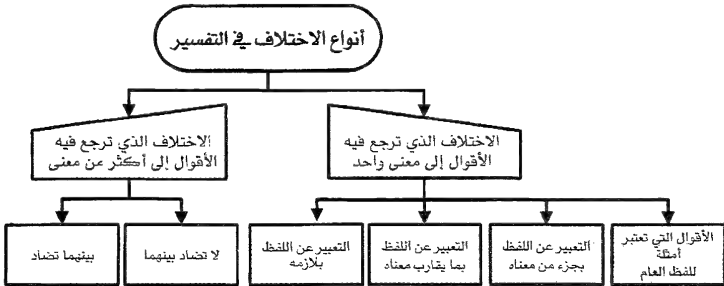 أنواع الاختلاف في التفسير
الاختلاف الذي ترجع فيه
الأقوال إلى معنى واحد
الاختلاف الذي ترجع فيه
الأقوال إلى أكثر من معنى
الأقوال التي تعتبر
أمثلة
للفظ العام
التعبير عن اللفظ
بجزء من معناه
التعبير عن اللفظ
بما يقارب معناه
التعبير عن اللفظ
بلازمه
لا تضاد بينهما
بينهما تضاد